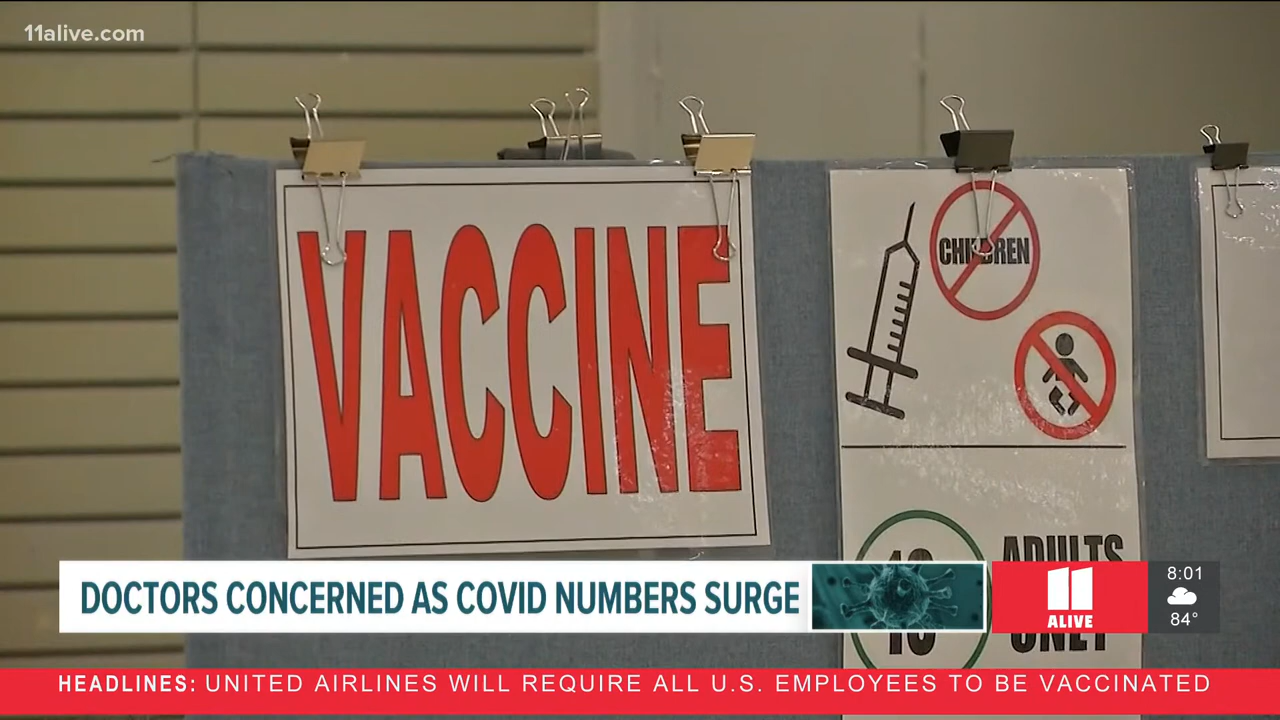 11alive.com
VACCINE
CHILDREN
ADULTS
ONLY
DOCTORS CONCERNED AS COVID NUMBERS SURGE
11
ALIVE
8:01
84°
HEADLINES: UNITED AIRLINES WILL REQUIRE ALL U.S. EMPLOYEES TO BE VACCINATED